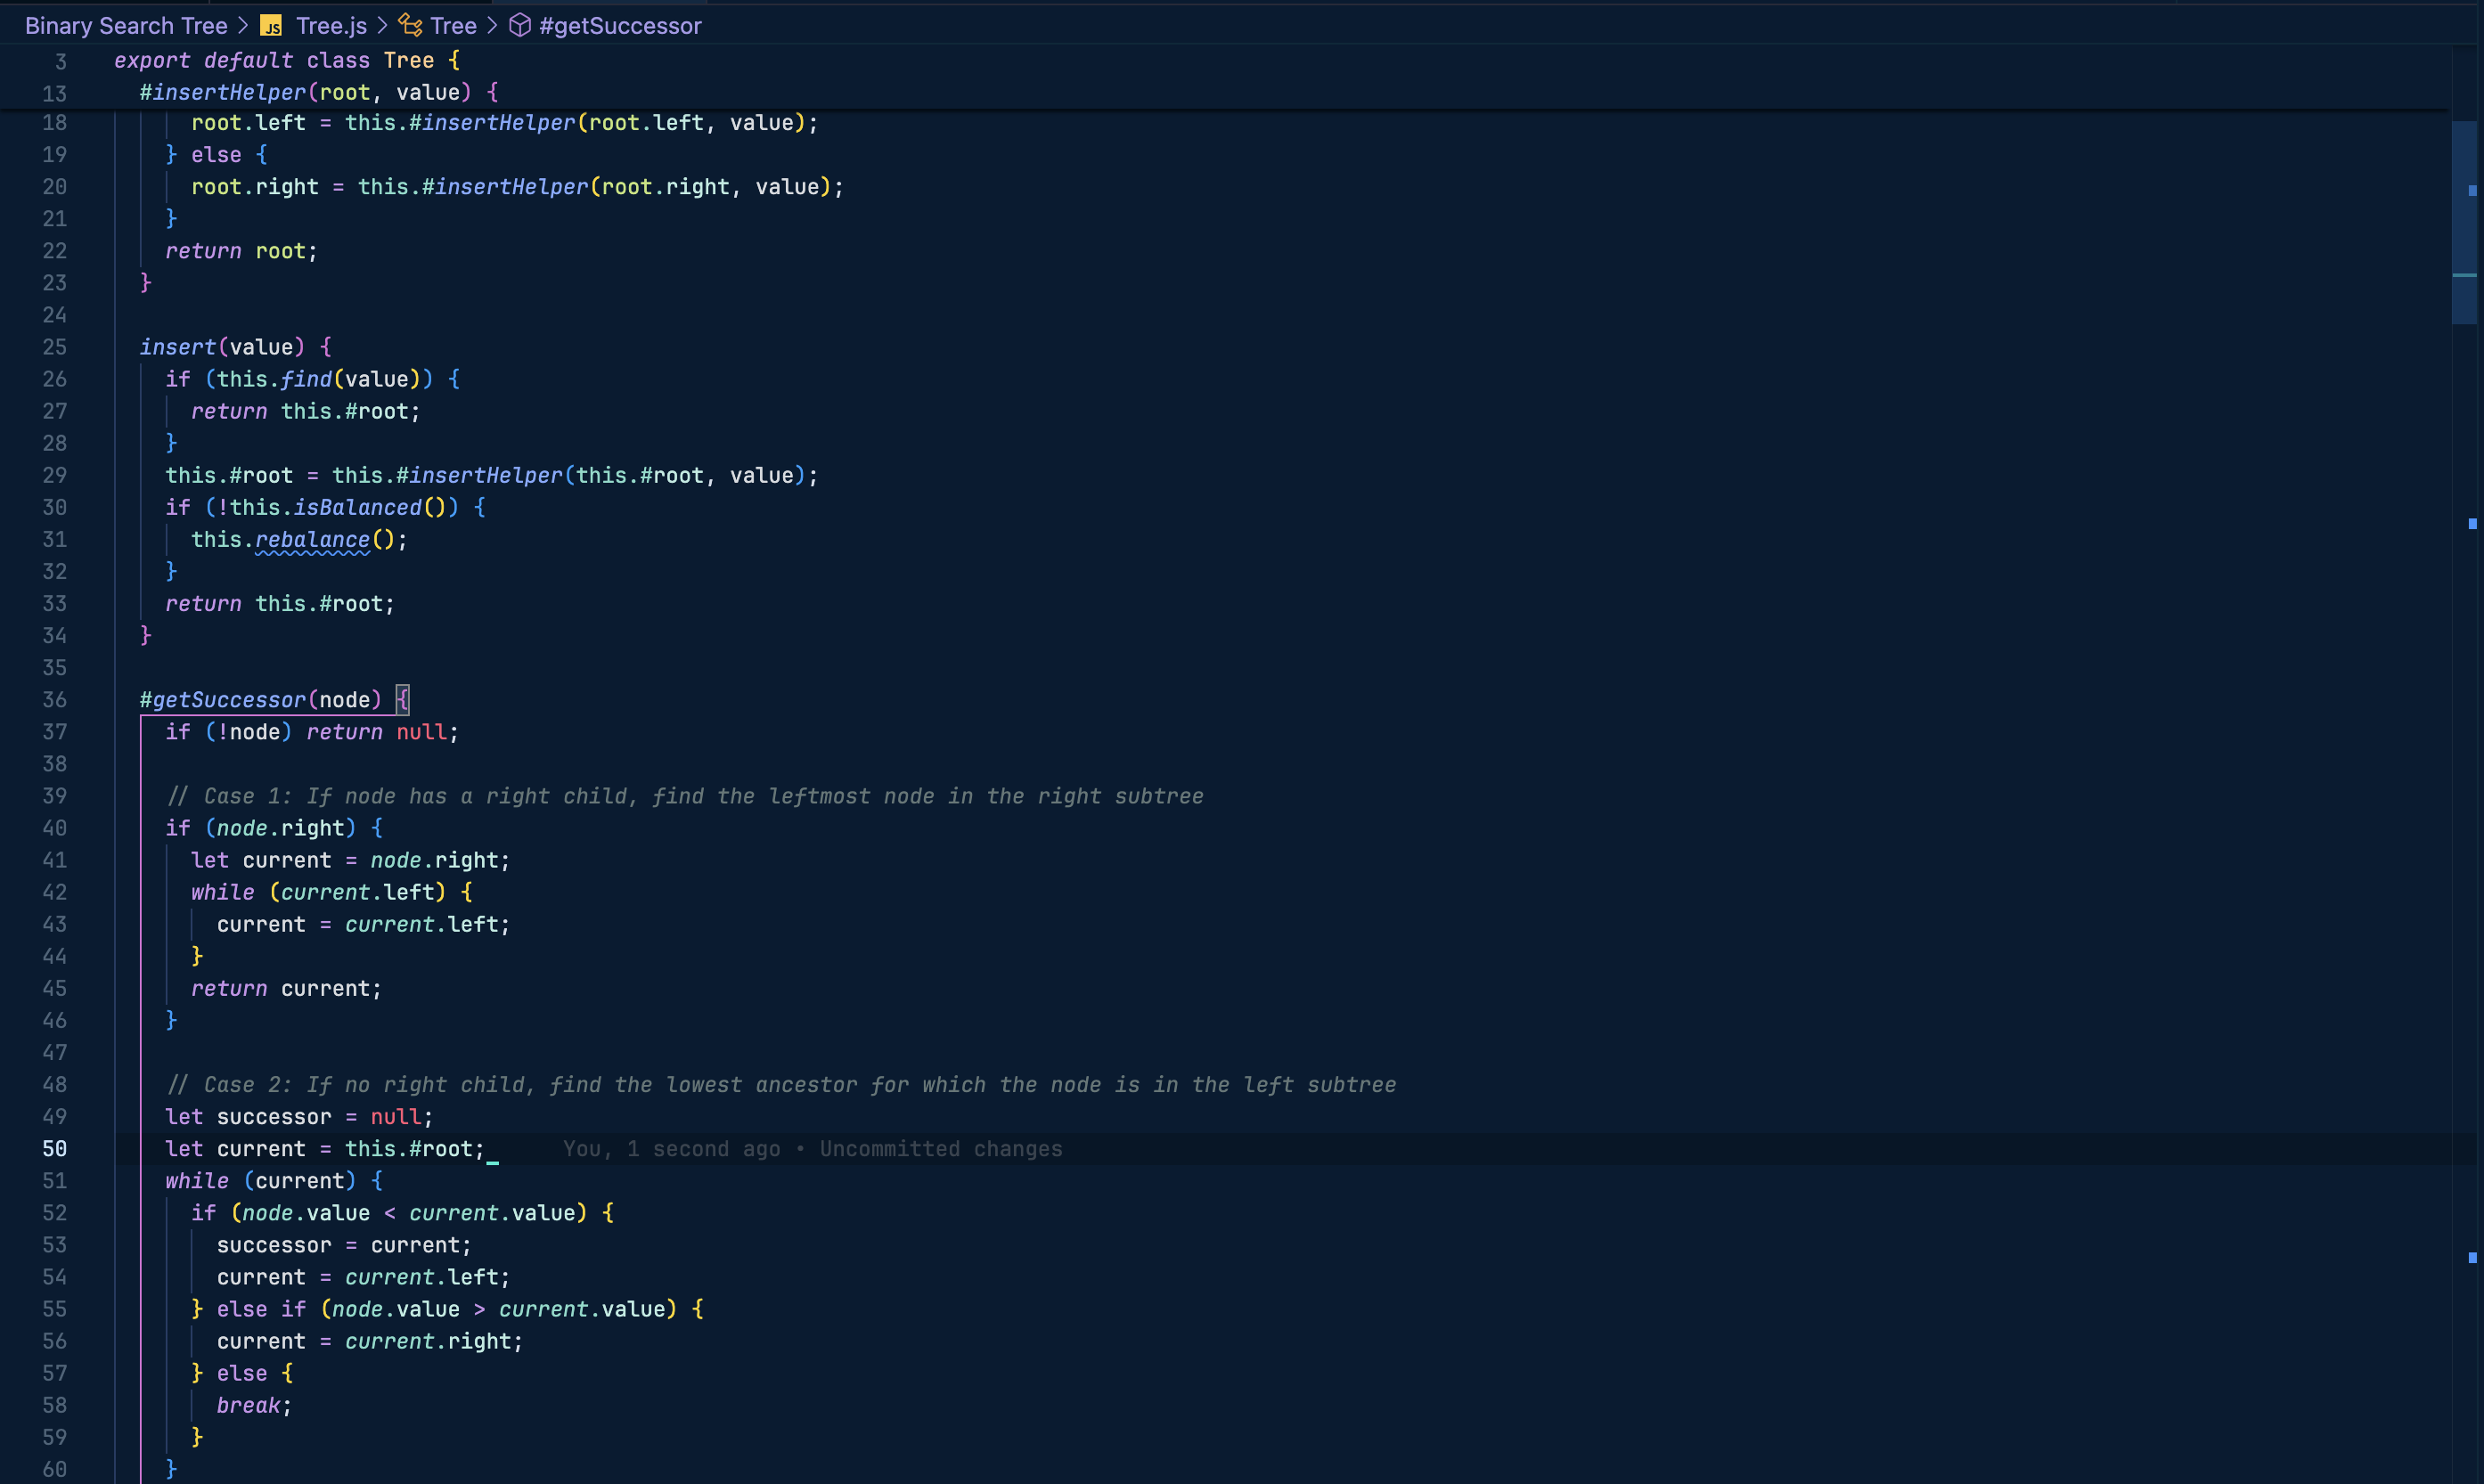 Binary Search Tree > JS Tree.js > Tree > #getSuccessor
3 export default class Tree {
13 #insertHelper(root, value) {
18 root.left = this.#insertHelper(root.left, value);
19 } else {
20 root.right = this.#insertHelper(root.right, value);
21 }
22 return root;
23 }
24
25 insert(value) {
26 if (this.find(value)) {
27 return this.#root;
28 }
29 this.#root = this.#insertHelper(this.#root, value);
30 if (!this.isBalanced()) {
31 this.rebalance();
32 }
33 return this.#root;
34 }
35
36 #getSuccessor(node) {
37 if (!node) return null;
38
39 // Case 1: If node has a right child, find the leftmost node in the right subtree
40 if (node.right) {
41 let current = node.right;
42 while (current.left) {
43 current = current.left;
44 }
45 return current;
46 }
47
48 // Case 2: If no right child, find the lowest ancestor for which the node is in the left subtree
49 let successor = null;
50 let current = this.#root; You, 1 second ago • Uncommitted changes
51 while (current) {
52 if (node.value < current.value) {
53 successor = current;
54 current = current.left;
55 } else if (node.value > current.value) {
56 current = current.right;
57 } else {
58 break;
59 }
60 }